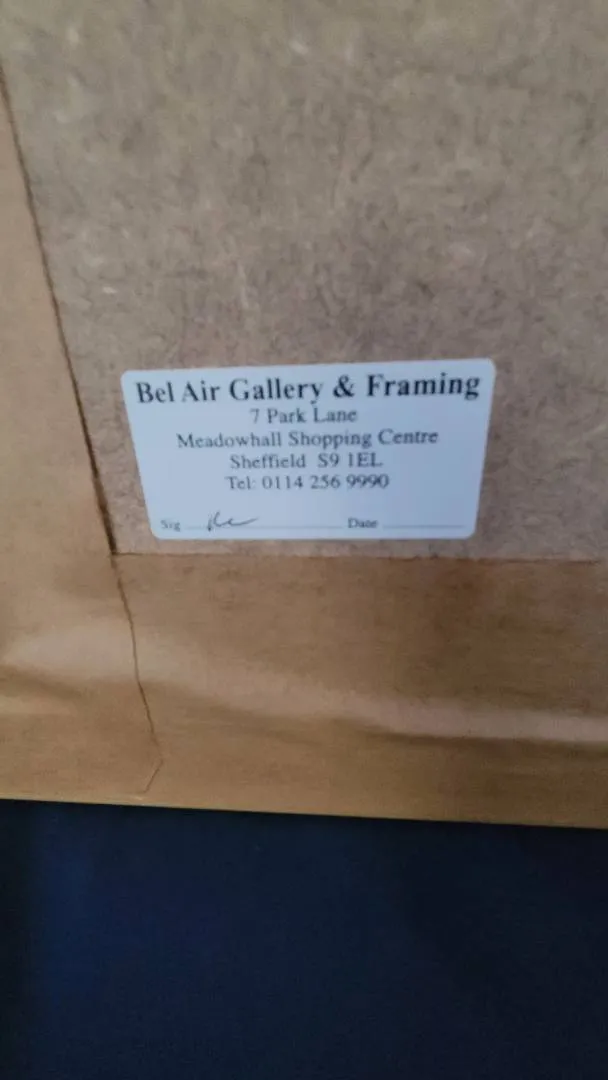 Bel Air Gallery & Framing
7 Park Lane
Meadowhall Shopping Centre
Sheffield S9 1EL
Tel: 0114 256 9990
Sig Date